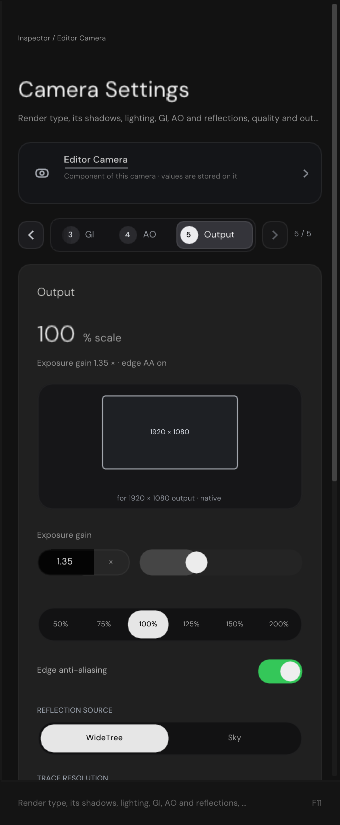 Inspector / Editor Camera
Camera Settings
Render type, its shadows, lighting, GI, AO and reflections, quality and out...
Editor Camera
Component of this camera · values are stored on it
3 GI 4 AO 5 Output 5 / 5
Output
100 % scale
Exposure gain 1.35 × · edge AA on
1920 × 1080
for 1920 × 1080 output · native
Exposure gain
1.35 ×
50% 75% 100% 125% 150% 200%
Edge anti-aliasing
REFLECTION SOURCE
WideTree Sky
TRACE RESOLUTION
Render type, its shadows, lighting, GI, AO and reflections, ... F11